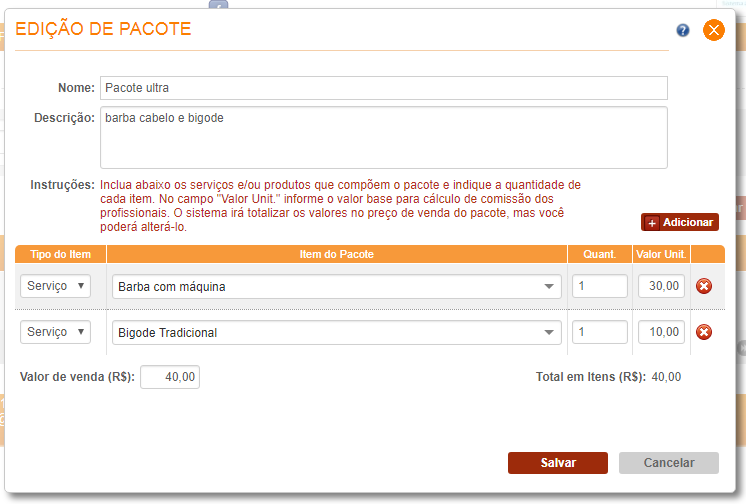 EDIÇÃO DE PACOTE
Nome: Pacote ultra
Descrição: barba cabelo e bigode
Instruções: Inclua abaixo os serviços e/ou produtos que compõem o pacote e indique a quantidade de
cada item. No campo "Valor Unit." informe o valor base para cálculo de comissão dos
profissionais. O sistema irá totalizar os valores no preço de venda do pacote, mas você
poderá alterá-lo.
+ Adicionar
Tipo do Item Item do Pacote Quant. Valor Unit.
Serviço Barba com máquina 1 30,00
Serviço Bigode Tradicional 1 10,00
Valor de venda (R$): 40,00 Total em Itens (R$): 40,00
Salvar Cancelar